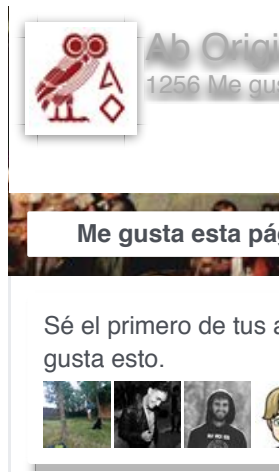 Ab Origi
1256 Me gus
Me gusta esta pág
Sé el primero de tus a
gusta esto.